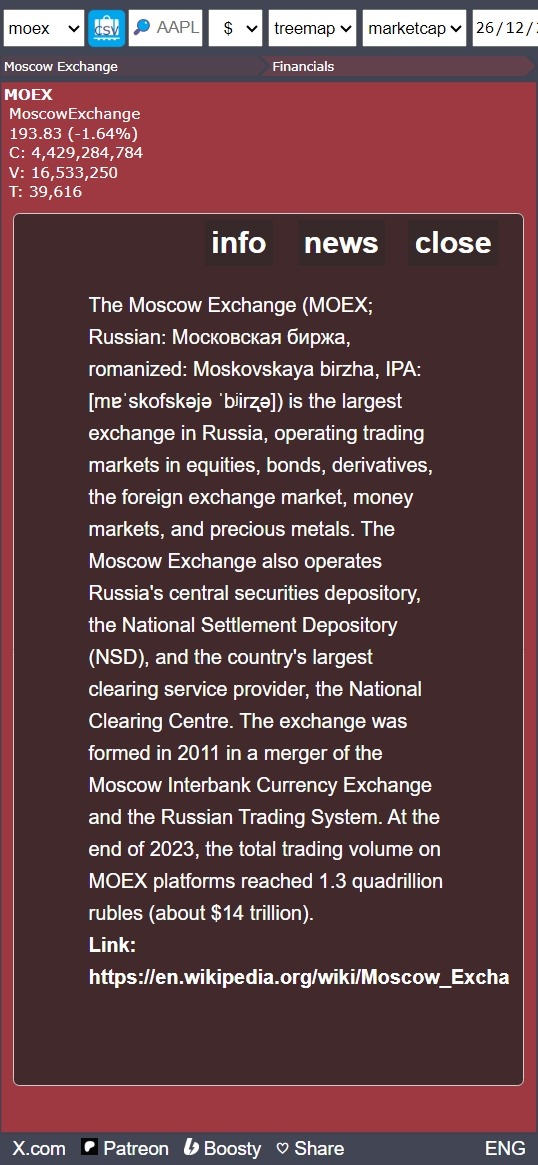 moex csv AAPL $ treemap marketcap 26/12/
Moscow Exchange Financials
MOEX
MoscowExchange
193.83 (-1.64%)
C: 4,429,284,784
V: 16,533,250
T: 39,616
info news close
The Moscow Exchange (MOEX;
Russian: Московская биржа,
romanized: Moskovskaya birzha, IPA:
[mɐˈskofskəjə ˈbʲirʐə]) is the largest
exchange in Russia, operating trading
markets in equities, bonds, derivatives,
the foreign exchange market, money
markets, and precious metals. The
Moscow Exchange also operates
Russia's central securities depository,
the National Settlement Depository
(NSD), and the country's largest
clearing service provider, the National
Clearing Centre. The exchange was
formed in 2011 in a merger of the
Moscow Interbank Currency Exchange
and the Russian Trading System. At the
end of 2023, the total trading volume on
MOEX platforms reached 1.3 quadrillion
rubles (about $14 trillion).
Link:
https://en.wikipedia.org/wiki/Moscow_Excha
X.com Patreon Boosty ♡ Share ENG